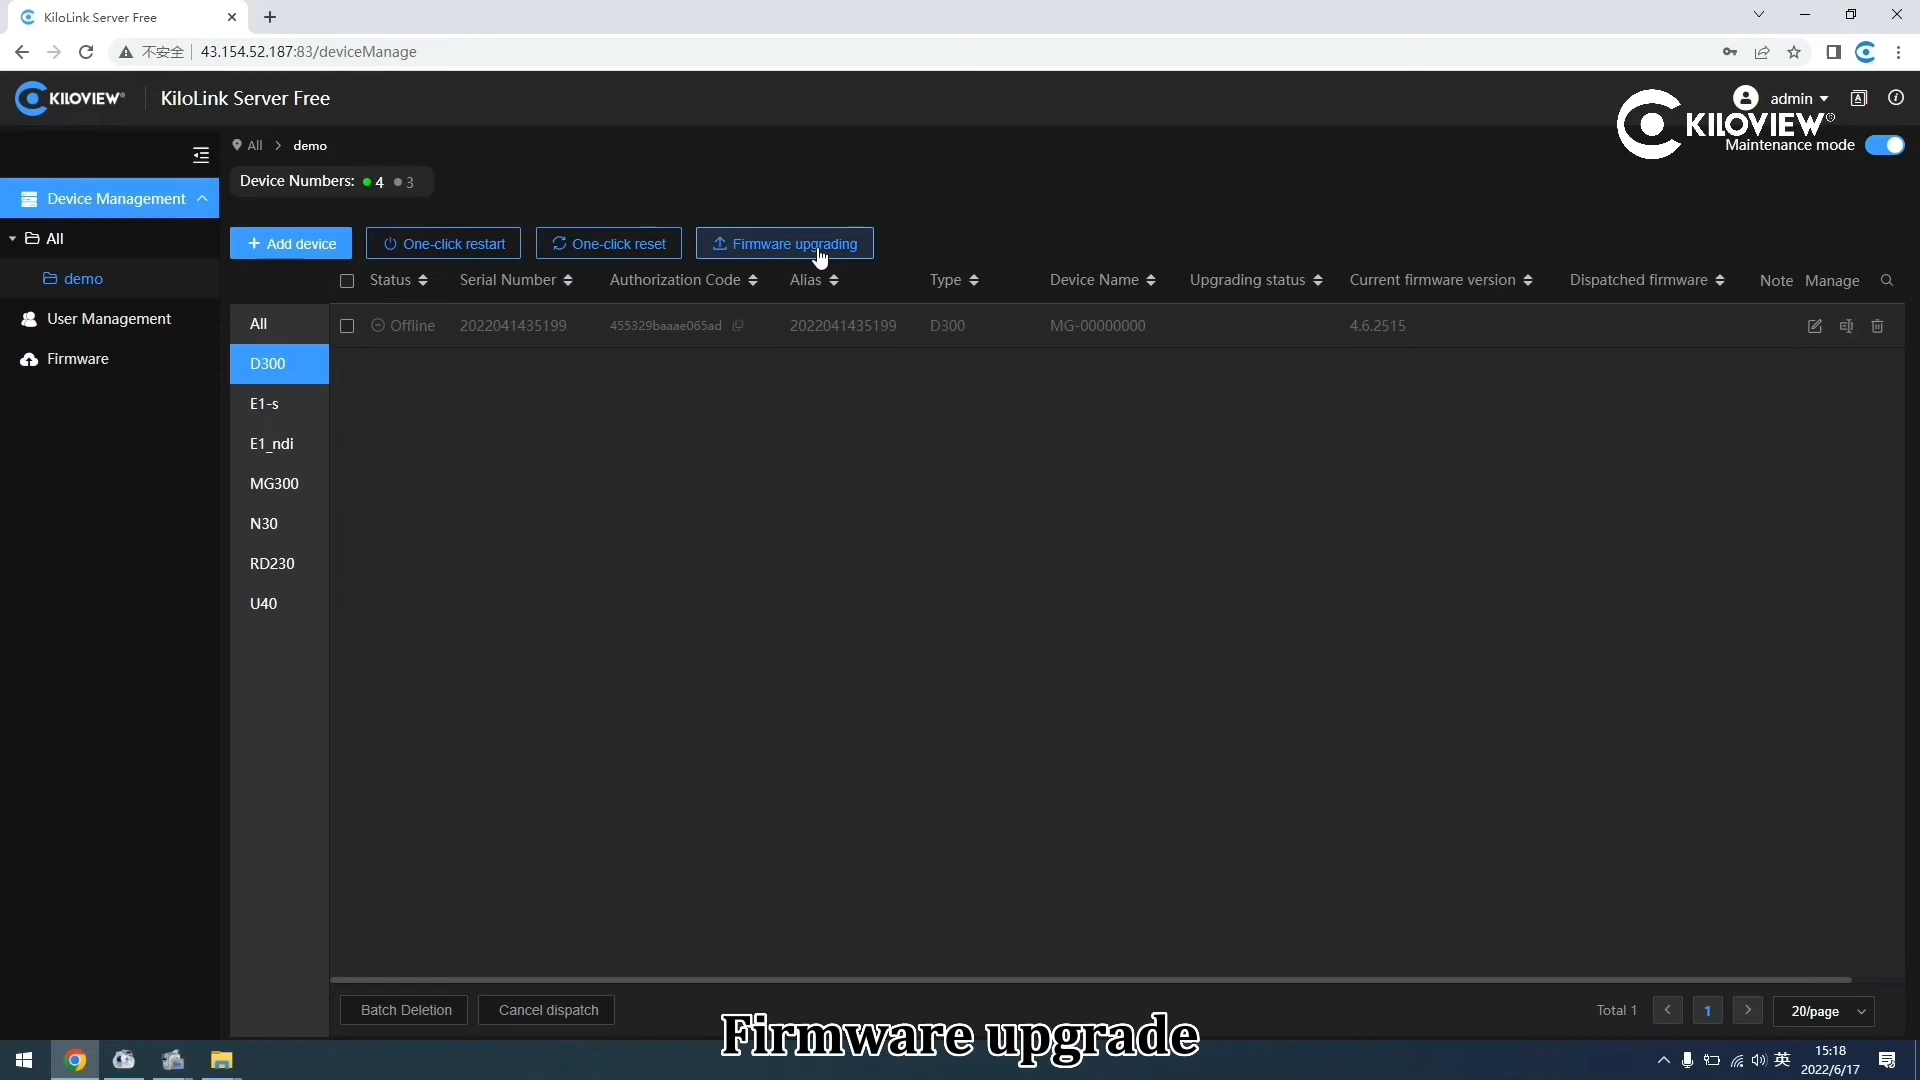 KiloLink Server Free
不安全 43.154.52.187:83/deviceManage
KILOVIEW® KiloLink Server Free
admin
KILOVIEW®
Maintenance mode
All > demo
Device Numbers: 4 3
Device Management
All
demo
User Management
Firmware
+ Add device One-click restart One-click reset Firmware upgrading
Status Serial Number Authorization Code Alias Type Device Name Upgrading status Current firmware version Dispatched firmware Note Manage
All
D300
E1-s
E1_ndi
MG300
N30
RD230
U40
Offline 2022041435199 455329baaae065ad 2022041435199 D300 MG-00000000 4.6.2515
Batch Deletion Cancel dispatch
Total 1 < 1 > 20/page
Firmware upgrade
英 15:18
2022/6/17